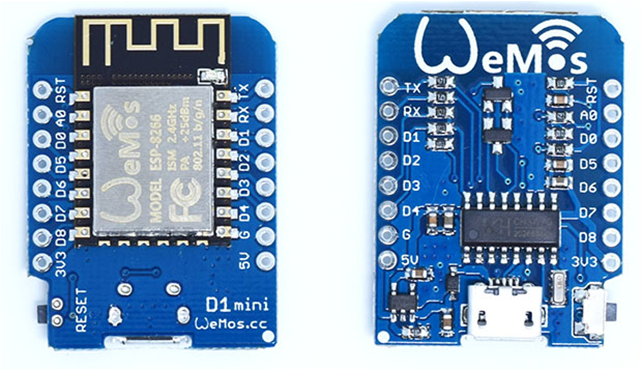 RST
A0
D0
D5
D6
D7
D8
3V3
RESET
WeMos
MODEL ESP-8266
ISM 2.4GHz
PA +25dBm
802.11 b/g/n
FC
TX
RX
D1
D2
D3
D4
G
5V
D1 mini
WeMos.cc
WeMos
TX
RX
D1
D2
D3
D4
G
5V
RST
A0
D0
D5
D6
D7
D8
3V3